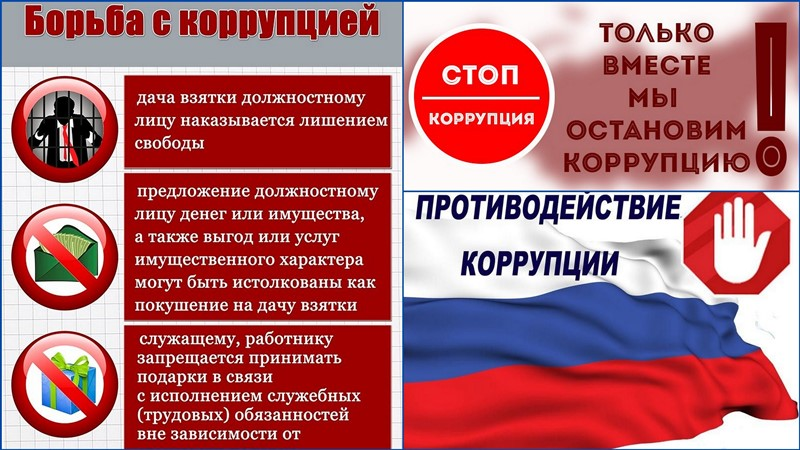 Борьба с коррупцией
дача взятки должностному
лицу наказывается лишением
свободы
предложение должностному
лицу денег или имущества,
а также выгод или услуг
имущественного характера
могут быть истолкованы как
покушение на дачу взятки
служащему, работнику
запрещается принимать
подарки в связи
с исполнением служебных
(трудовых) обязанностей
вне зависимости от
СТОП
КОРРУПЦИЯ
ТОЛЬКО
ВМЕСТЕ
МЫ
ОСТАНОВИМ
КОРРУПЦИЮ
!
ПРОТИВОДЕЙСТВИЕ
КОРРУПЦИИ